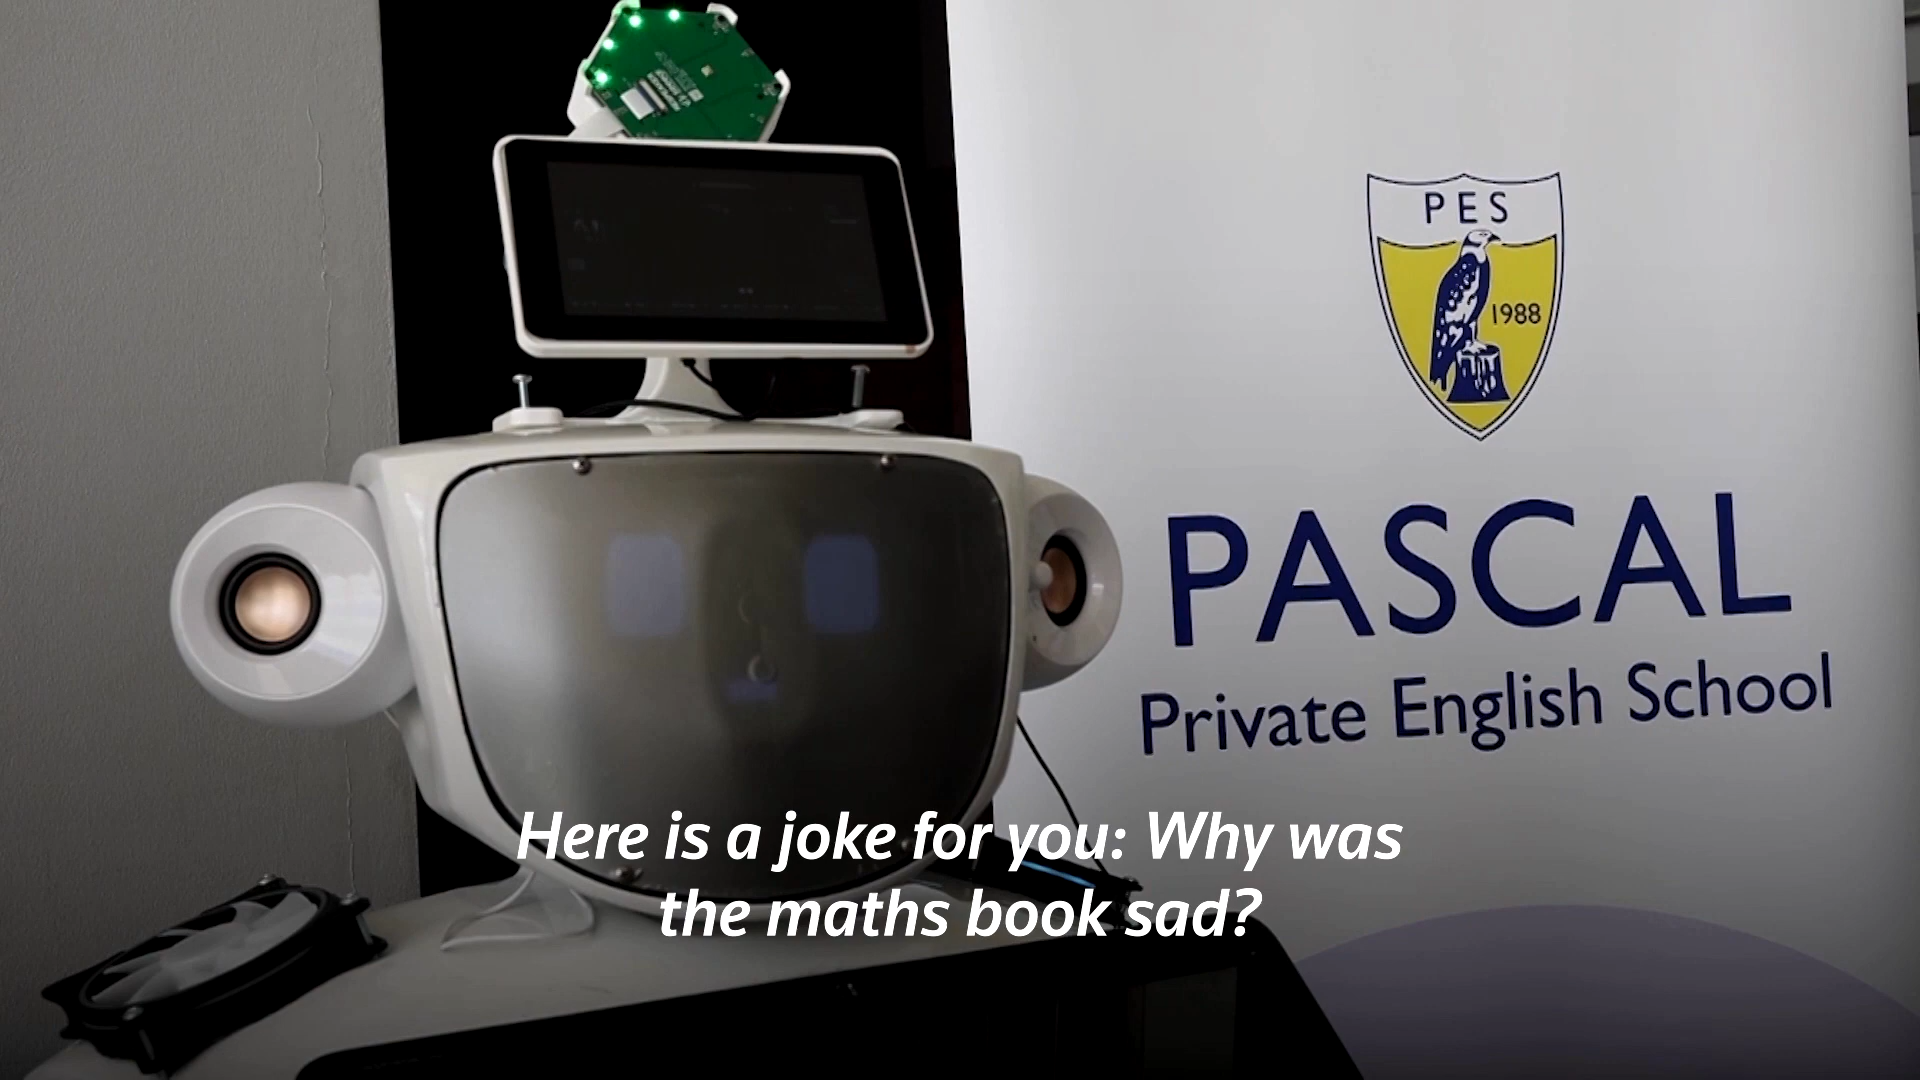 PES
1988
PASCAL
Private English School
Here is a joke for you: Why was
the maths book sad?